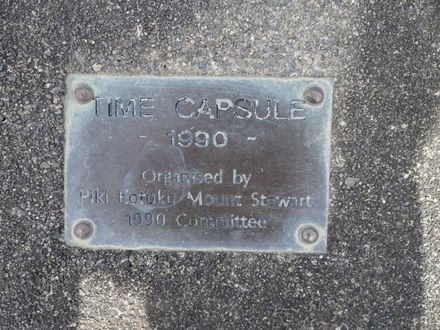 TIME CAPSULE
- 1990 -
Organised by
Piki Kotuku Mount Stewart
1990 Committee